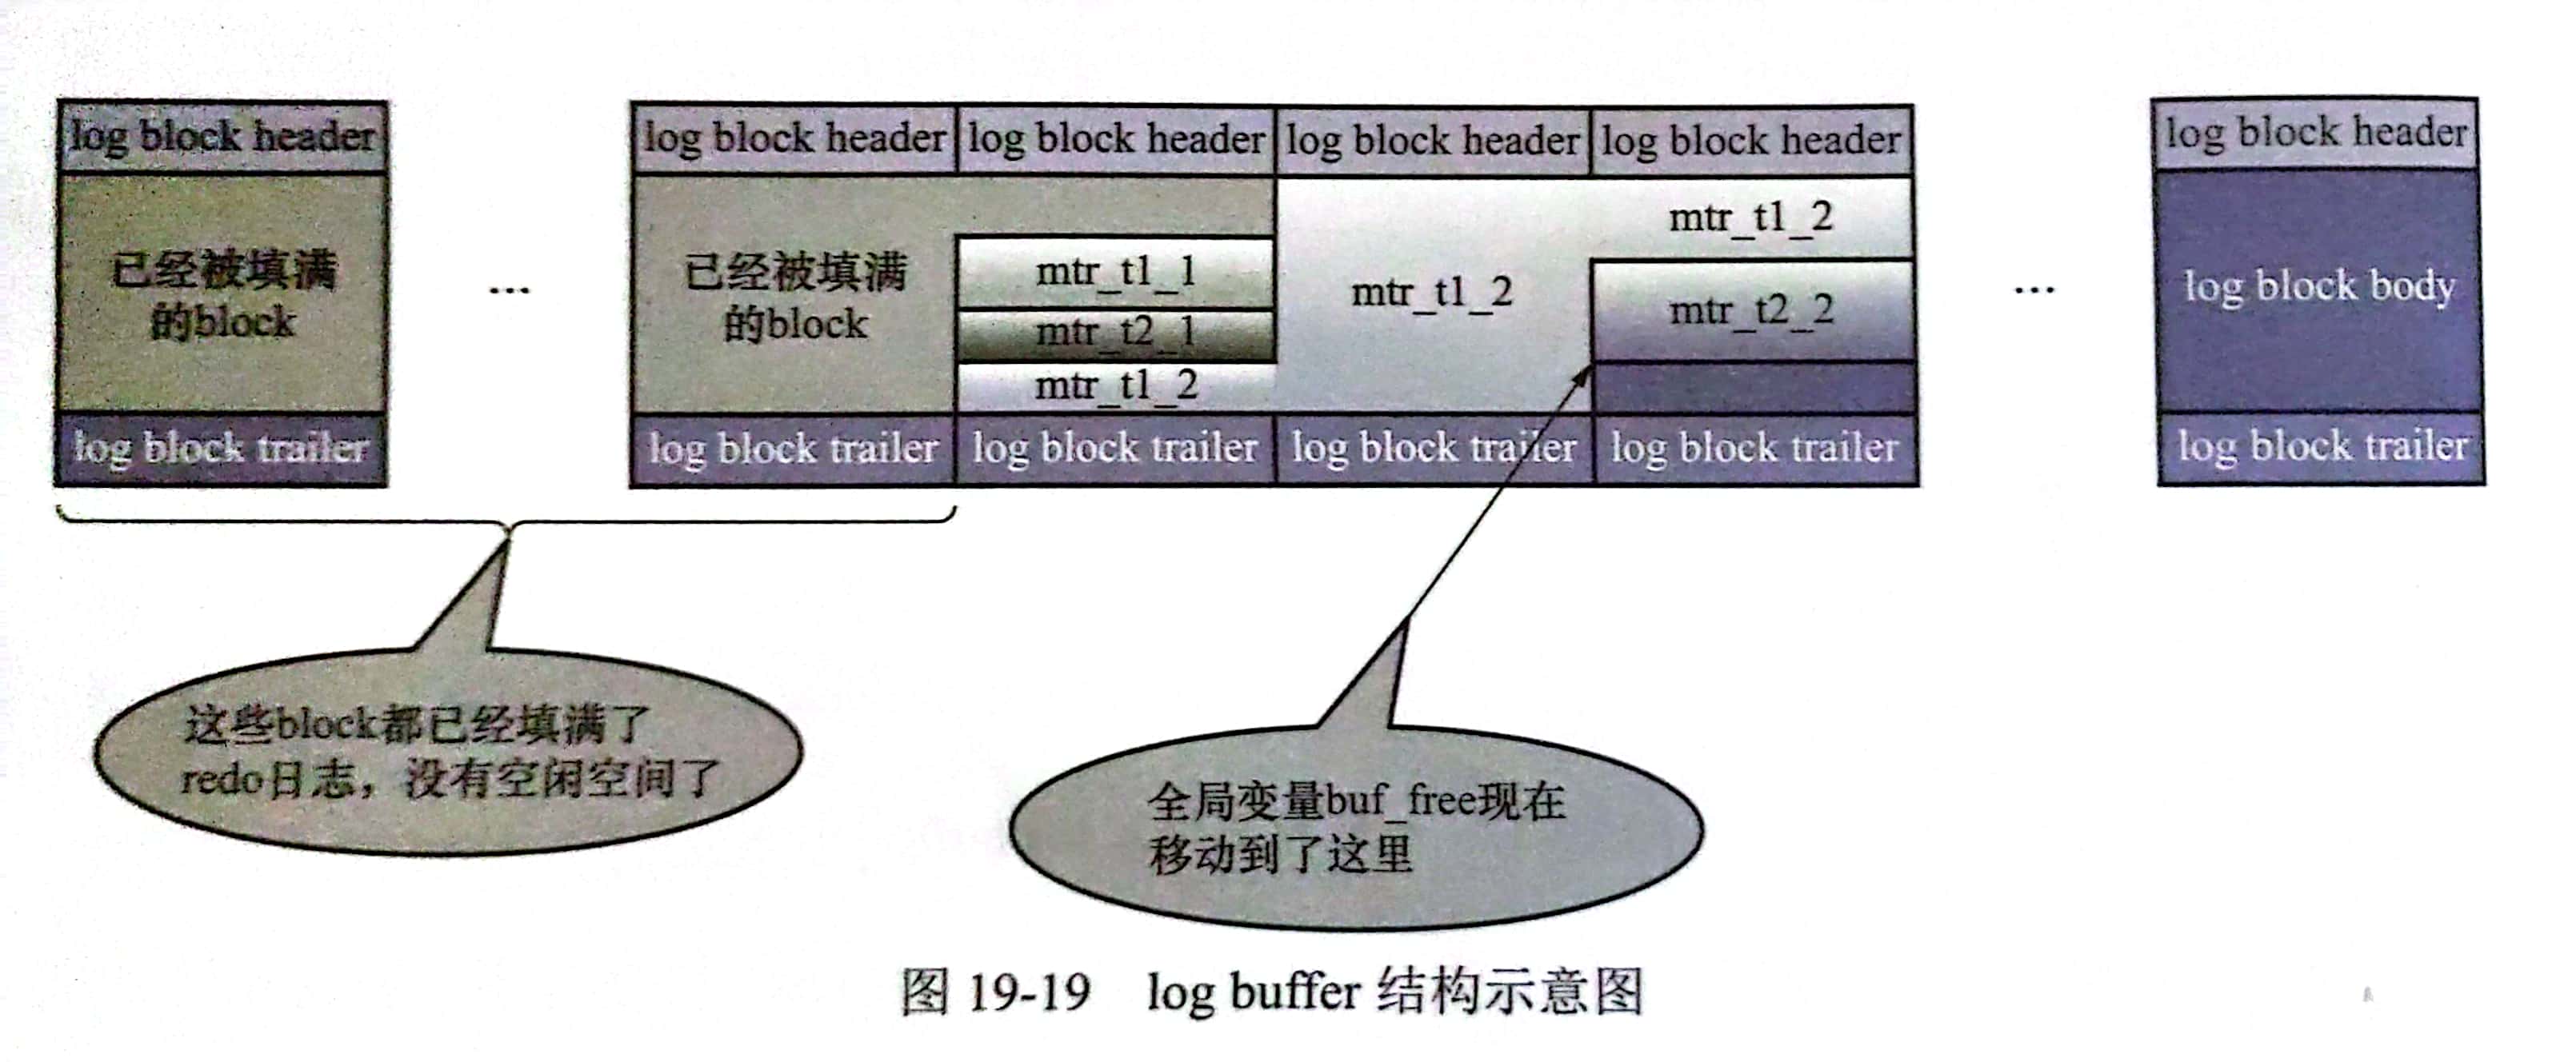 log block header
已经被填满
的block
log block trailer
...
log block header
已经被填满
的block
log block trailer
log block header
mtr_t1_1
mtr_t2_1
mtr_t1_2
log block trailer
log block header
mtr_t1_2
log block trailer
log block header
mtr_t1_2
mtr_t2_2
log block trailer
...
log block header
log block body
log block trailer
这些block都已经填满了
redo日志，没有空闲空间了
全局变量buf_free现在
移动到了这里
图 19-19 log buffer 结构示意图